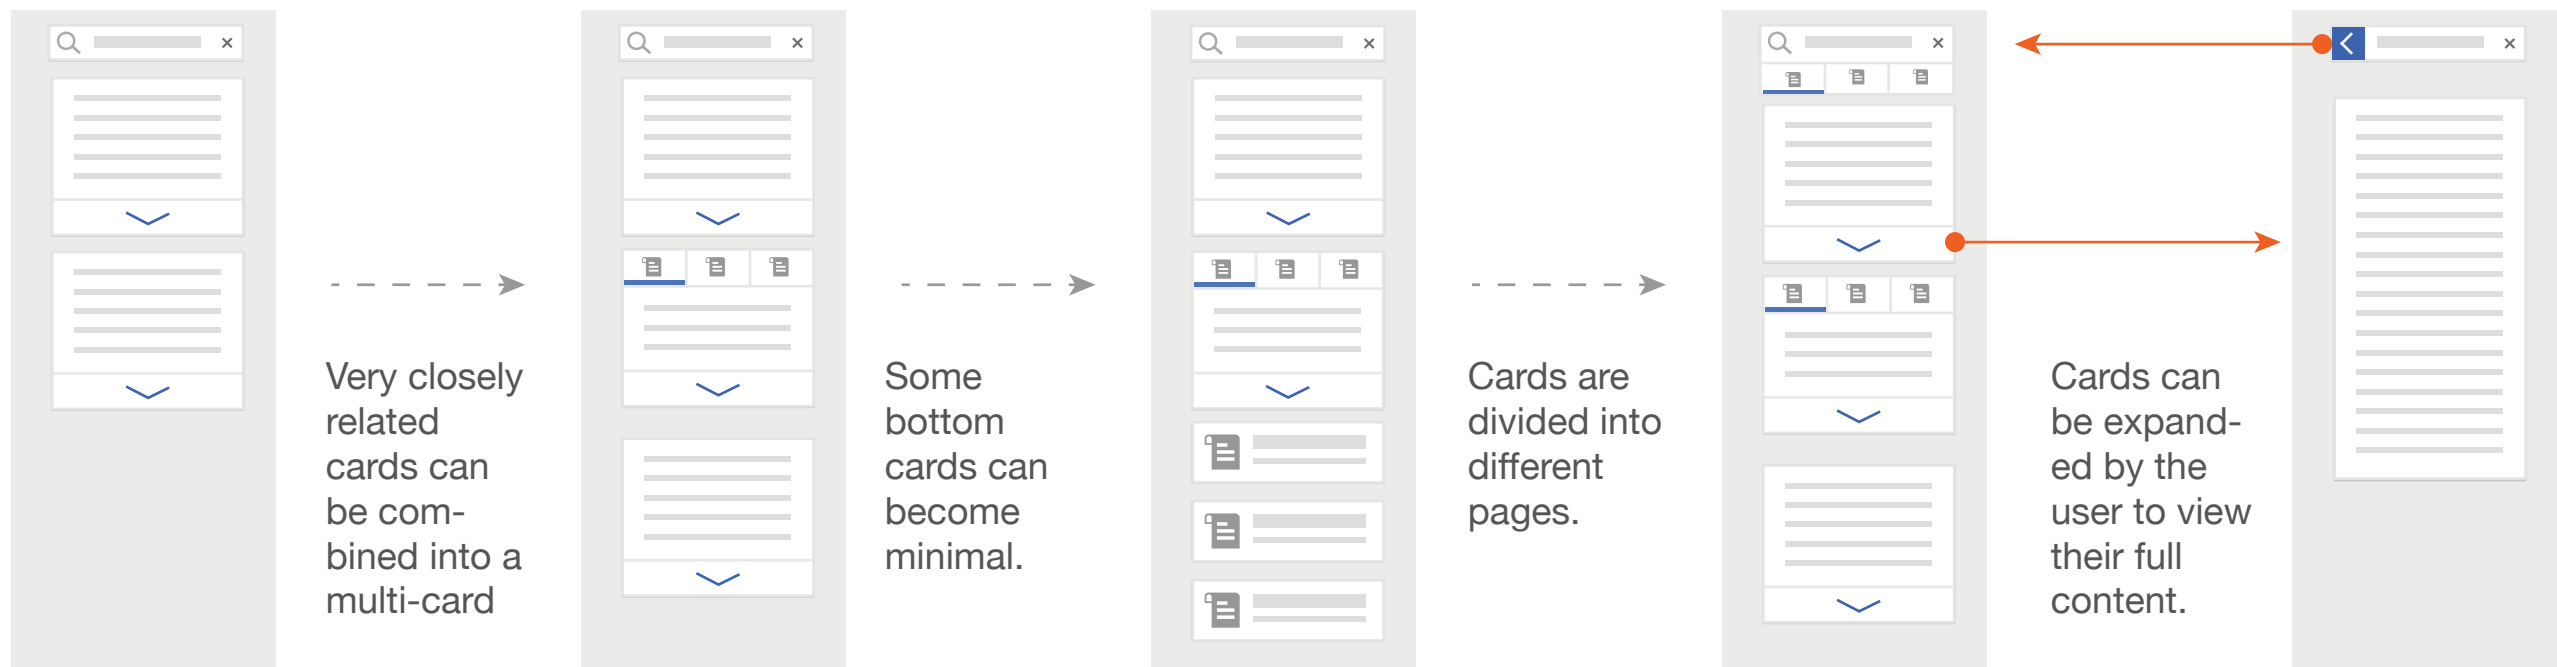 Very closely
related
cards can
be com-
bined into a
multi-card
Some
bottom
cards can
become
minimal.
Cards are
divided into
different
pages.
Cards can
be expand-
ed by the
user to view
their full
content.